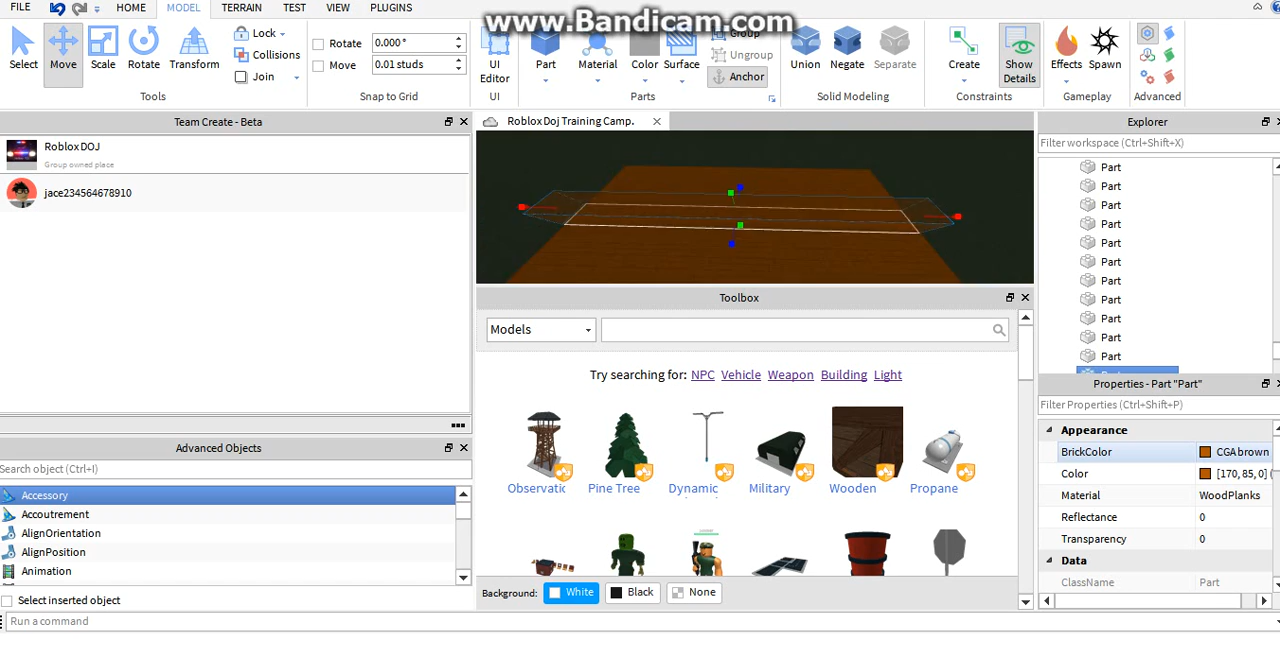 FILE HOME MODEL TERRAIN TEST VIEW PLUGINS
www.Bandicam.com
Select Move Scale Rotate Transform
Lock
Collisions
Join
Tools
Rotate 0.000 °
Move 0.01 studs
Snap to Grid
UI Editor
UI
Part Material Color Surface
Group
Ungroup
Anchor
Parts
Union Negate Separate
Solid Modeling
Create Show Details
Constraints
Effects Spawn
Gameplay
Advanced
Team Create - Beta
Roblox DOJ
Group owned place
jace234564678910
Roblox Doj Training Camp.
Explorer
Filter workspace (Ctrl+Shift+X)
Part
Part
Part
Part
Part
Part
Part
Part
Part
Part
Part
Toolbox
Models
Try searching for: NPC Vehicle Weapon Building Light
Observatic Pine Tree Dynamic Military Wooden Propane
Background: White Black None
Advanced Objects
Search object (Ctrl+I)
Accessory
Accoutrement
AlignOrientation
AlignPosition
Animation
Select inserted object
Run a command
Properties - Part "Part"
Filter Properties (Ctrl+Shift+P)
Appearance
BrickColor CGA brown
Color [170, 85, 0] (
Material WoodPlanks
Reflectance 0
Transparency 0
Data
ClassName Part